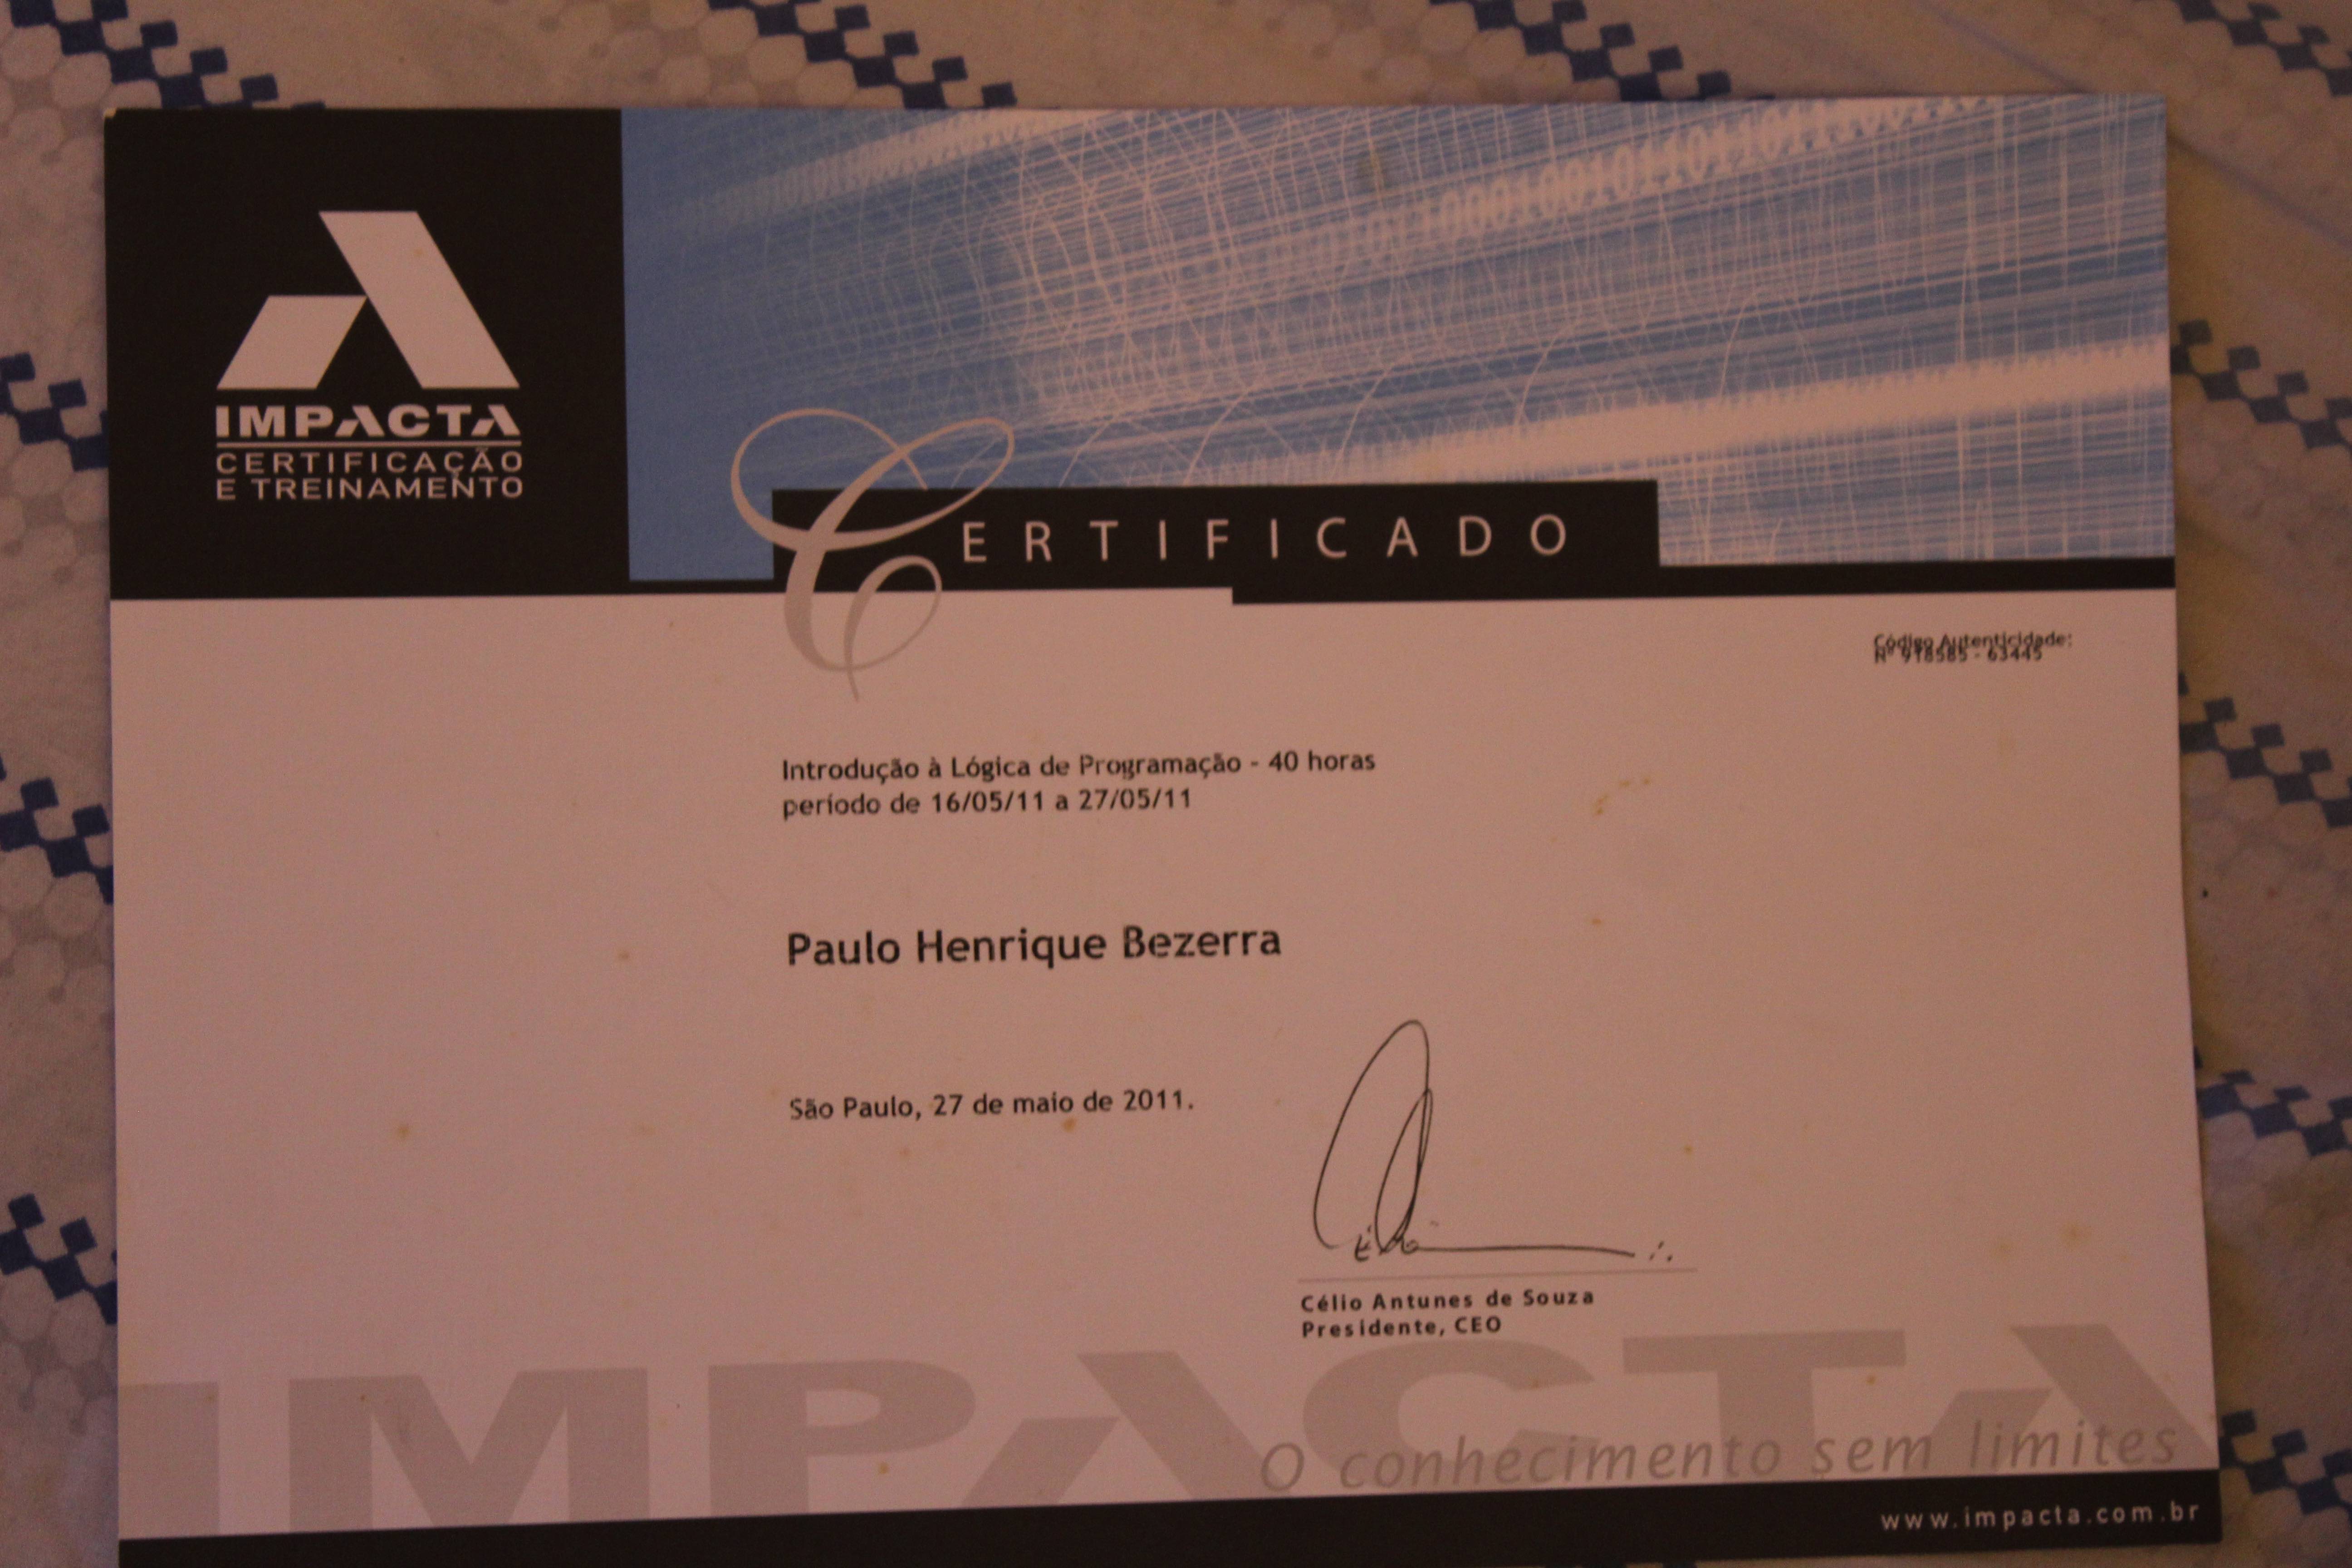 IMPACTA
CERTIFICAÇÃO
E TREINAMENTO
CERTIFICADO
Código Autenticidade:
Nº 918585 - 63445
Introdução à Lógica de Programação - 40 horas
período de 16/05/11 a 27/05/11
Paulo Henrique Bezerra
São Paulo, 27 de maio de 2011.
Célio Antunes de Souza
Presidente, CEO
IMPACTA
O conhecimento sem limites
www.impacta.com.br